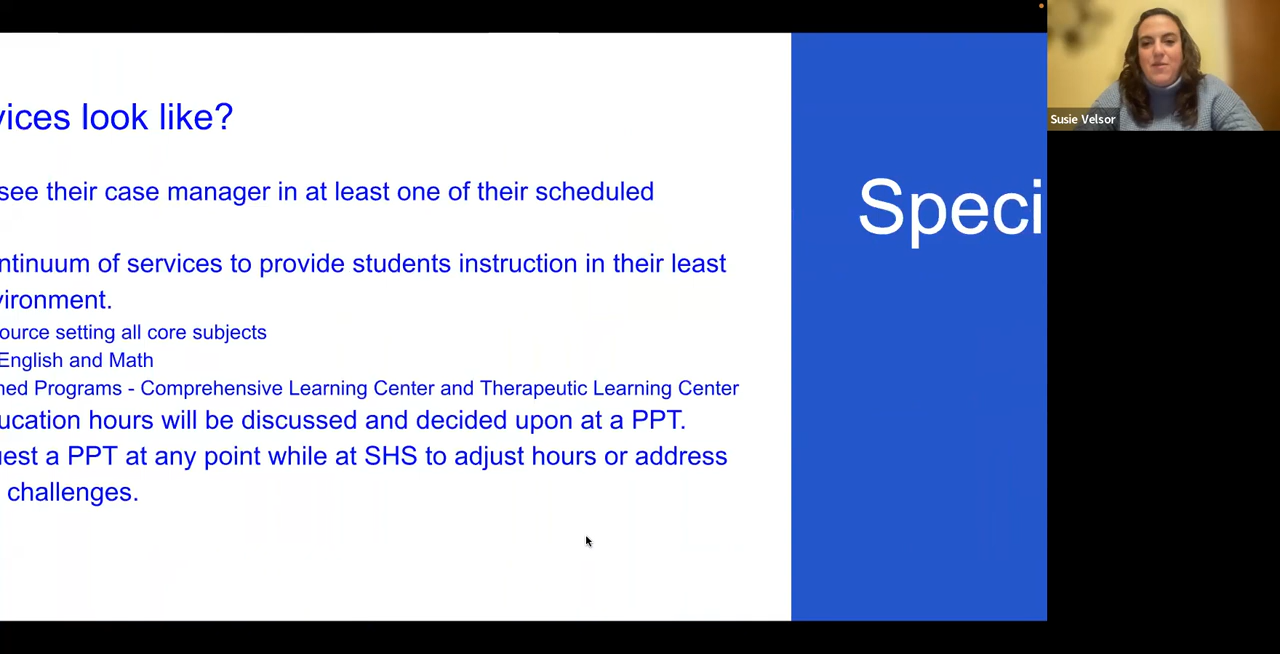 vices look like?
see their case manager in at least one of their scheduled
ntinuum of services to provide students instruction in their least
vironment.
ource setting all core subjects
English and Math
ned Programs - Comprehensive Learning Center and Therapeutic Learning Center
ucation hours will be discussed and decided upon at a PPT.
uest a PPT at any point while at SHS to adjust hours or address
challenges.
Speci
Susie Velsor